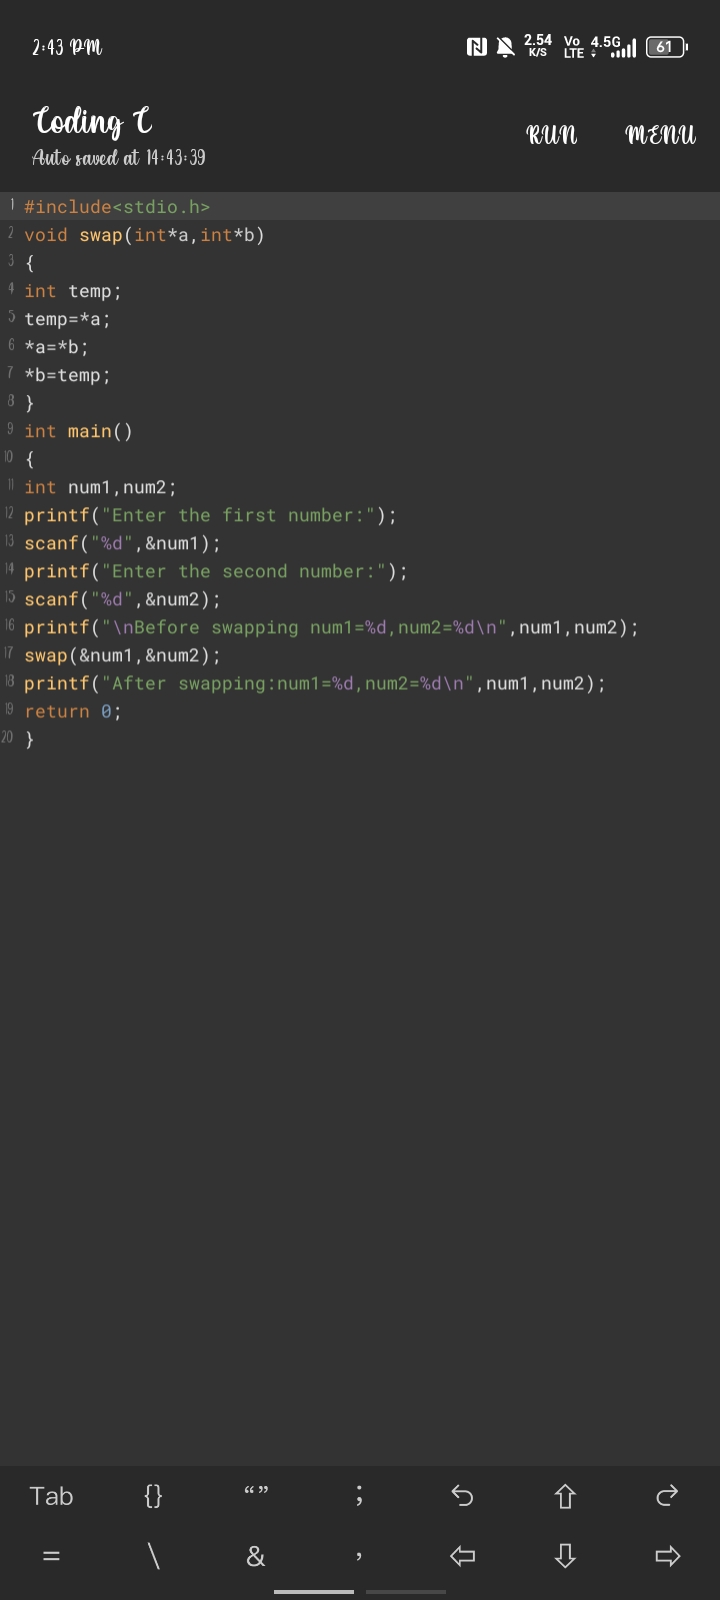 2:43 PM 2.54 K/S Vo LTE 4.5G 61
Coding C
RUN MENU
Auto saved at 14:43:39
1 #include<stdio.h>
2 void swap(int*a,int*b)
3 {
4 int temp;
5 temp=*a;
6 *a=*b;
7 *b=temp;
8 }
9 int main()
10 {
11 int num1,num2;
12 printf("Enter the first number:");
13 scanf("%d",&num1);
14 printf("Enter the second number:");
15 scanf("%d",&num2);
16 printf("\nBefore swapping num1=%d,num2=%d\n",num1,num2);
17 swap(&num1,&num2);
18 printf("After swapping:num1=%d,num2=%d\n",num1,num2);
19 return 0;
20 }
Tab {} “” ;
= \ & ,